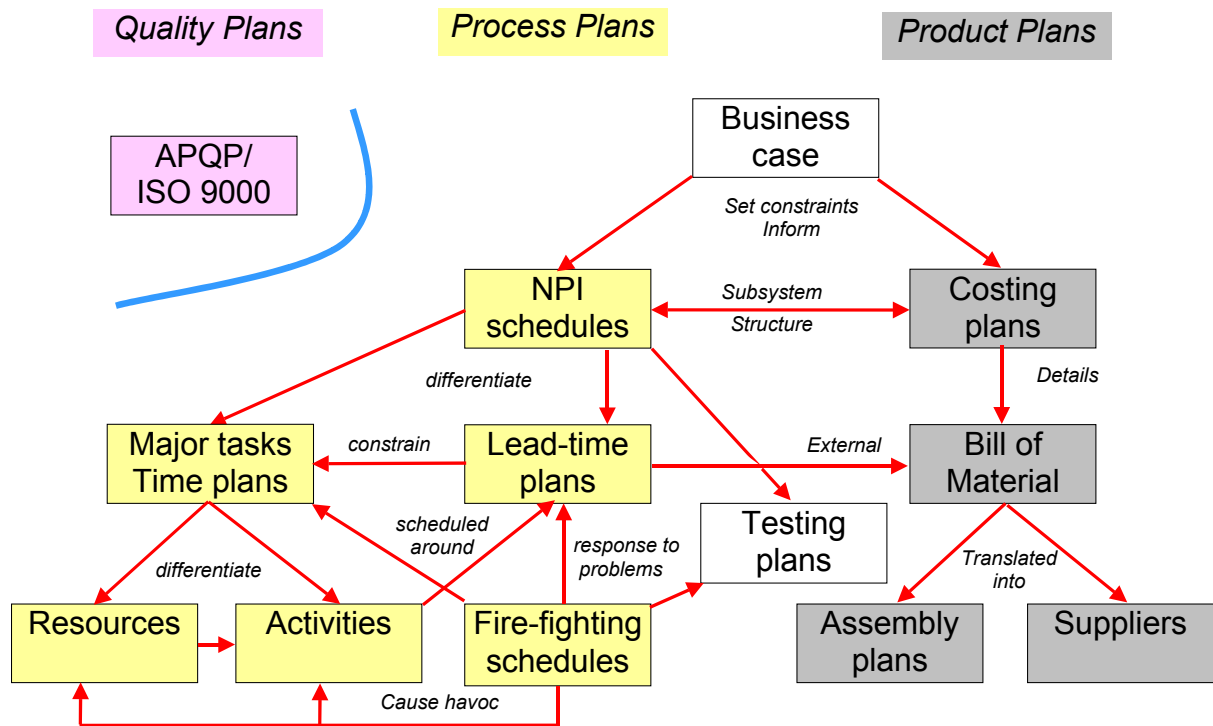 Quality Plans
Process Plans
Product Plans
APQP/
ISO 9000
Business
case
Set constraints
Inform
NPI
schedules
Subsystem
Structure
Costing
plans
differentiate
Details
Major tasks
Time plans
constrain
Lead-time
plans
External
Bill of
Material
scheduled
around
response to
problems
Testing
plans
differentiate
Translated
into
Resources
Activities
Fire-fighting
schedules
Assembly
plans
Suppliers
Cause havoc